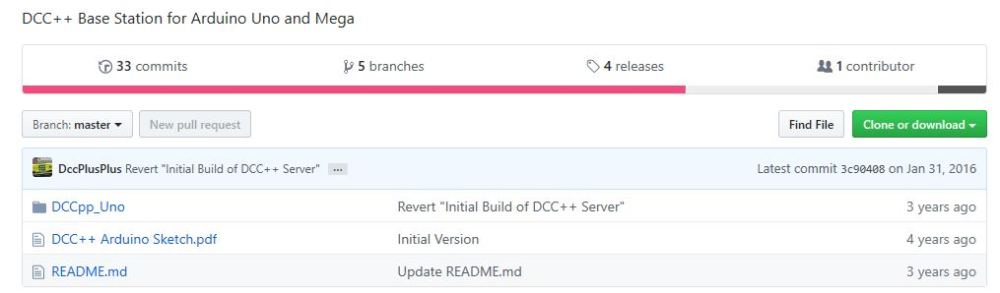 DCC++ Base Station for Arduino Uno and Mega
33 commits 5 branches 4 releases 1 contributor
Branch: master New pull request Find File Clone or download
DccPlusPlus Revert "Initial Build of DCC++ Server" ... Latest commit 3c90408 on Jan 31, 2016
DCCpp_Uno Revert "Initial Build of DCC++ Server" 3 years ago
DCC++ Arduino Sketch.pdf Initial Version 4 years ago
README.md Update README.md 3 years ago